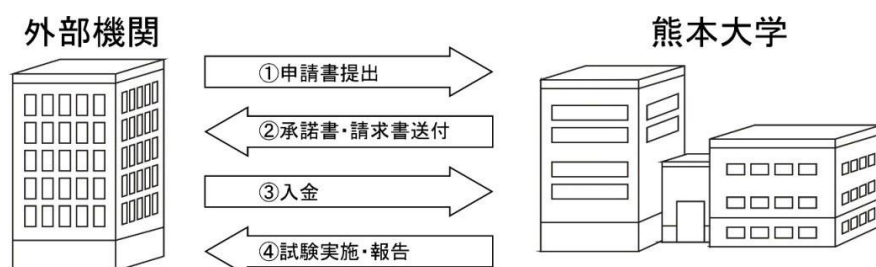 外部機関
熊本大学
①申請書提出
②承諾書・請求書送付
③入金
④試験実施・報告